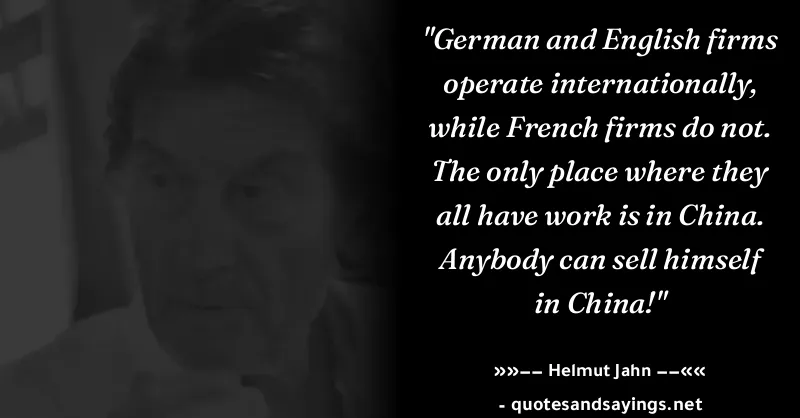 "German and English firms
operate internationally,
while French firms do not.
The only place where they
all have work is in China.
Anybody can sell himself
in China!"
»»–– Helmut Jahn ––««
- quotesandsayings.net